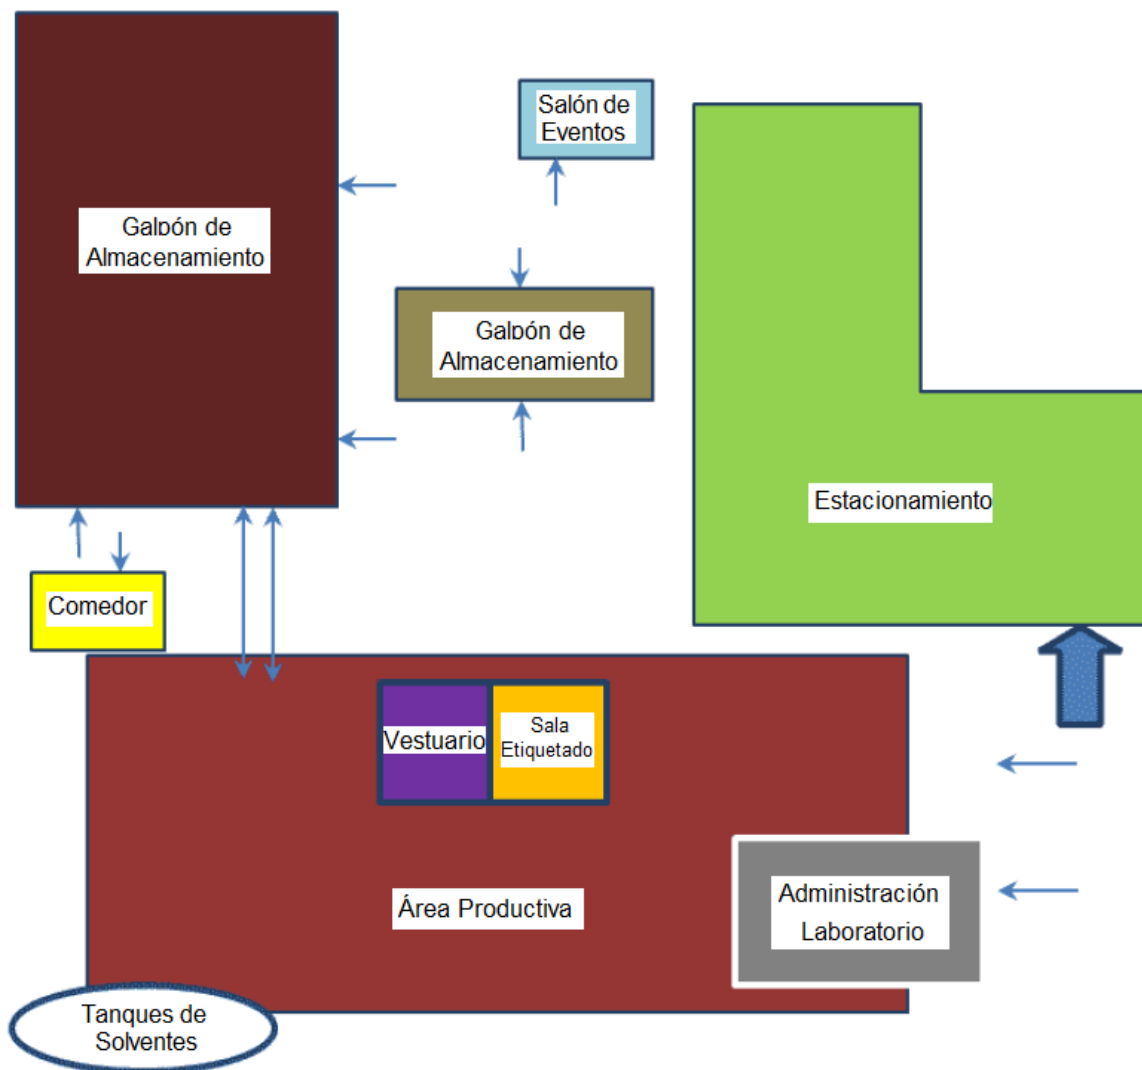 Salón de
Eventos
Galpón de
Almacenamiento
Galpón de
Almacenamiento
Estacionamiento
Comedor
Vestuario
Sala
Etiquetado
Área Productiva
Administración
Laboratorio
Tanques de
Solventes